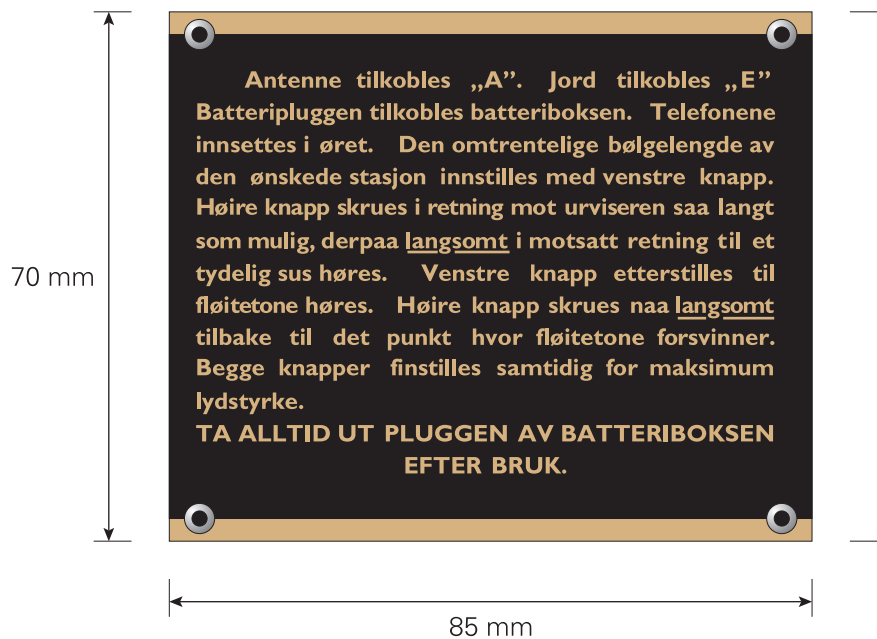 Antenne tilkobles „A”. Jord tilkobles „E”
Batteripluggen tilkobles batteriboksen. Telefonene
innsettes i øret. Den omtrentelige bølgelengde av
den ønskede stasjon innstilles med venstre knapp.
Høire knapp skrues i retning mot urviseren saa langt
som mulig, derpaa langsomt i motsatt retning til et
tydelig sus høres. Venstre knapp etterstilles til
fløitetone høres. Høire knapp skrues naa langsomt
tilbake til det punkt hvor fløitetone forsvinner.
Begge knapper finstilles samtidig for maksimum
lydstyrke.
TA ALLTID UT PLUGGEN AV BATTERIBOKSEN
EFTER BRUK.
70 mm
85 mm